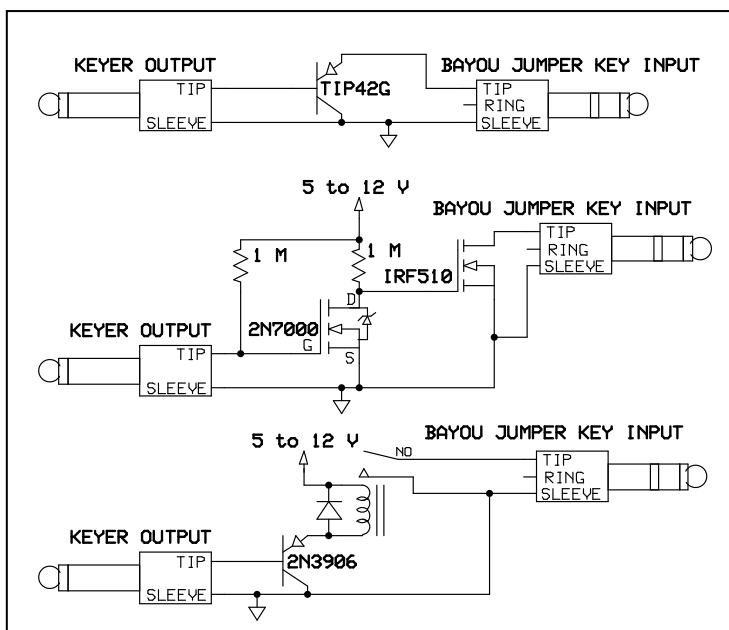 KEYER OUTPUT
BAYOU JUMPER KEY INPUT
TIP
TIP42G
TIP
RING
SLEEVE
SLEEVE
5 to 12 V
BAYOU JUMPER KEY INPUT
TIP
1 M
1 M
RING
IRF510
SLEEVE
D
KEYER OUTPUT
2N7000
TIP
G
S
SLEEVE
5 to 12 V
NO
BAYOU JUMPER KEY INPUT
TIP
RING
SLEEVE
KEYER OUTPUT
TIP
2N3906
SLEEVE